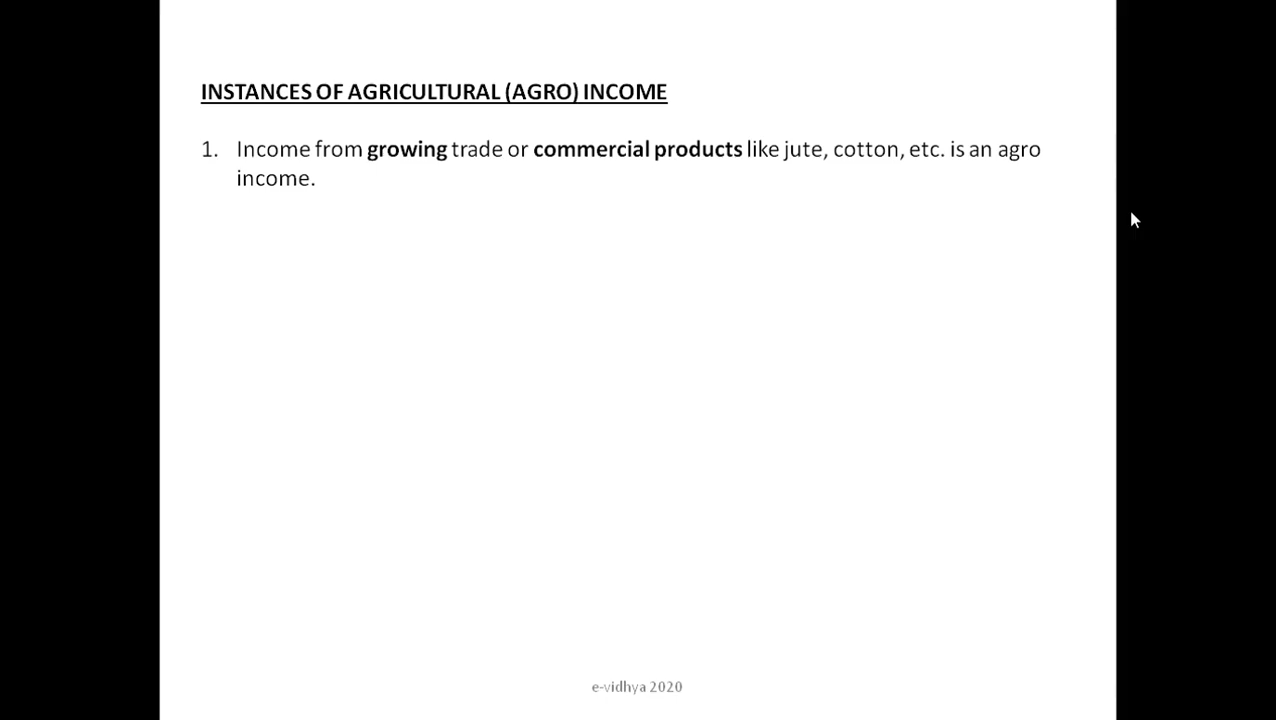 INSTANCES OF AGRICULTURAL (AGRO) INCOME
1. Income from growing trade or commercial products like jute, cotton, etc. is an agro
income.
e-vidhya 2020